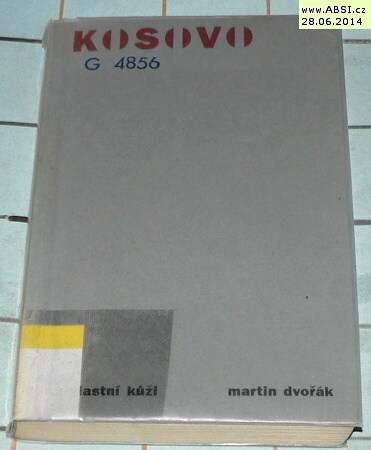 www.ABSI.cz
28.06.2014
KOSOVO
G 4856
lastní kůži
martin dvořák